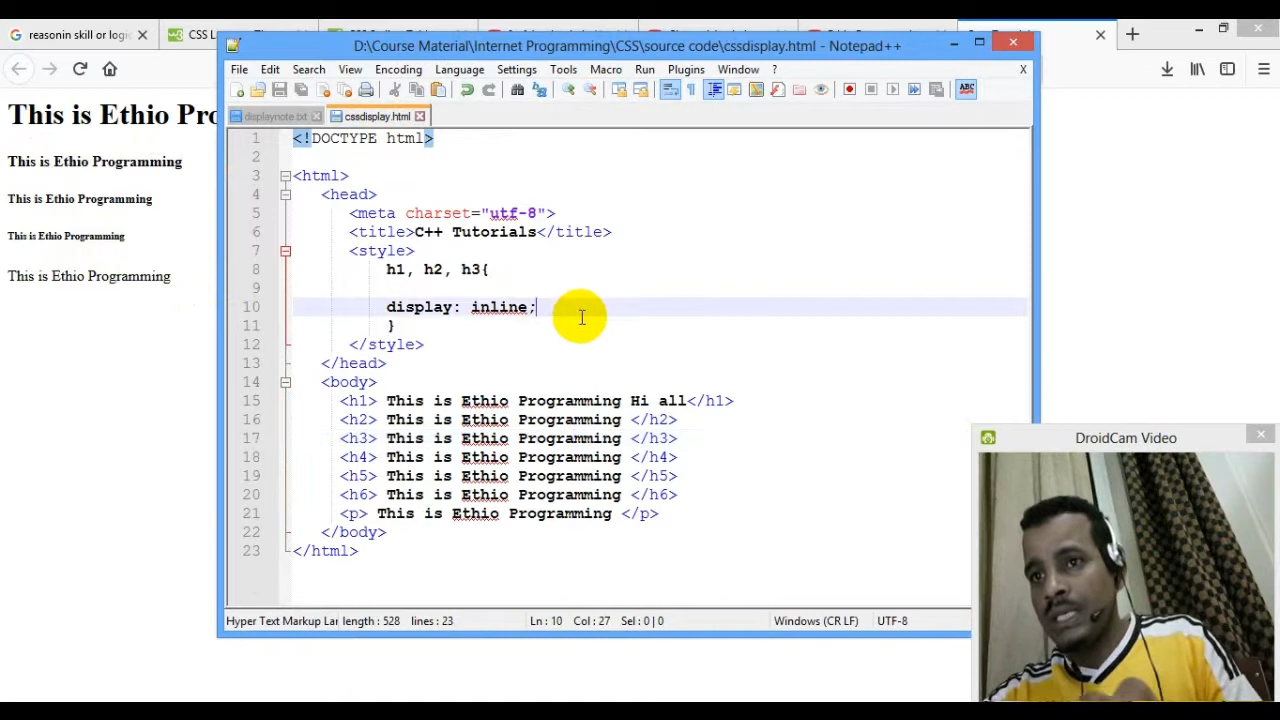 reasonin skill or logi
CSS L
D:\Course Material\Internet Programming\CSS\source code\cssdisplay.html - Notepad++
File Edit Search View Encoding Language Settings Tools Macro Run Plugins Window ? X
ABC
displaynote.txt cssdisplay.html
This is Ethio Pro
This is Ethio Programming
This is Ethio Programming
This is Ethio Programming
This is Ethio Programming
1 <!DOCTYPE html>
2
3 <html>
4 <head>
5 <meta charset="utf-8">
6 <title>C++ Tutorials</title>
7 <style>
8 h1, h2, h3{
9
10 display: inline;
11 }
12 </style>
13 </head>
14 <body>
15 <h1> This is Ethio Programming Hi all</h1>
16 <h2> This is Ethio Programming </h2>
17 <h3> This is Ethio Programming </h3>
18 <h4> This is Ethio Programming </h4>
19 <h5> This is Ethio Programming </h5>
20 <h6> This is Ethio Programming </h6>
21 <p> This is Ethio Programming </p>
22 </body>
23 </html>
Hyper Text Markup Lar length : 528 lines : 23 Ln : 10 Col : 27 Sel : 0 | 0 Windows (CR LF) UTF-8
DroidCam Video